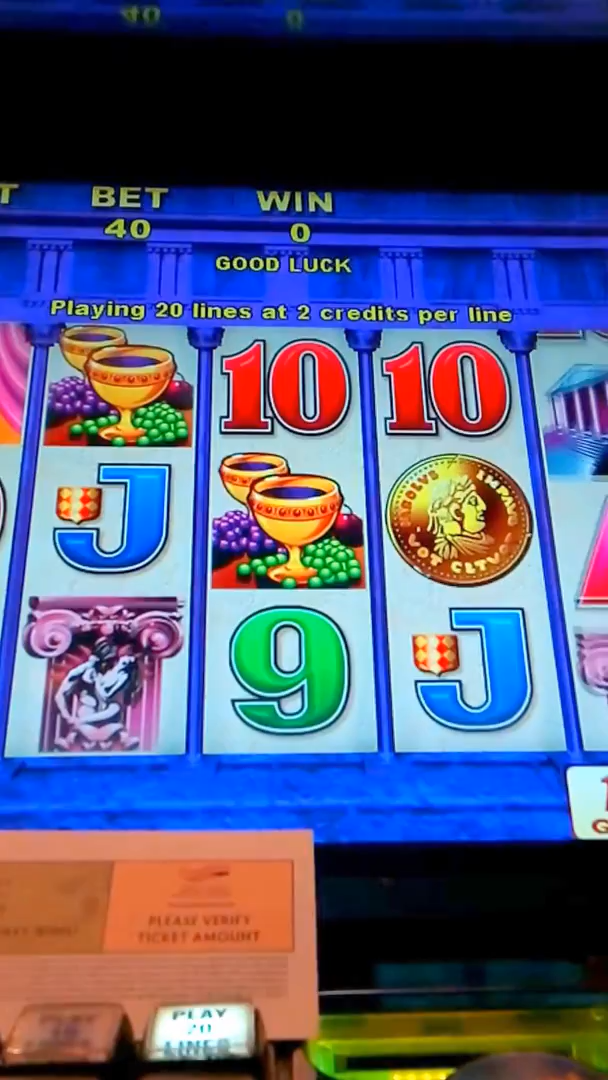 40 0
T BET WIN
40 0
GOOD LUCK
Playing 20 lines at 2 credits per line
10 10
J
9
J
PLEASE VERIFY
TICKET AMOUNT
PLAY
20
LINES